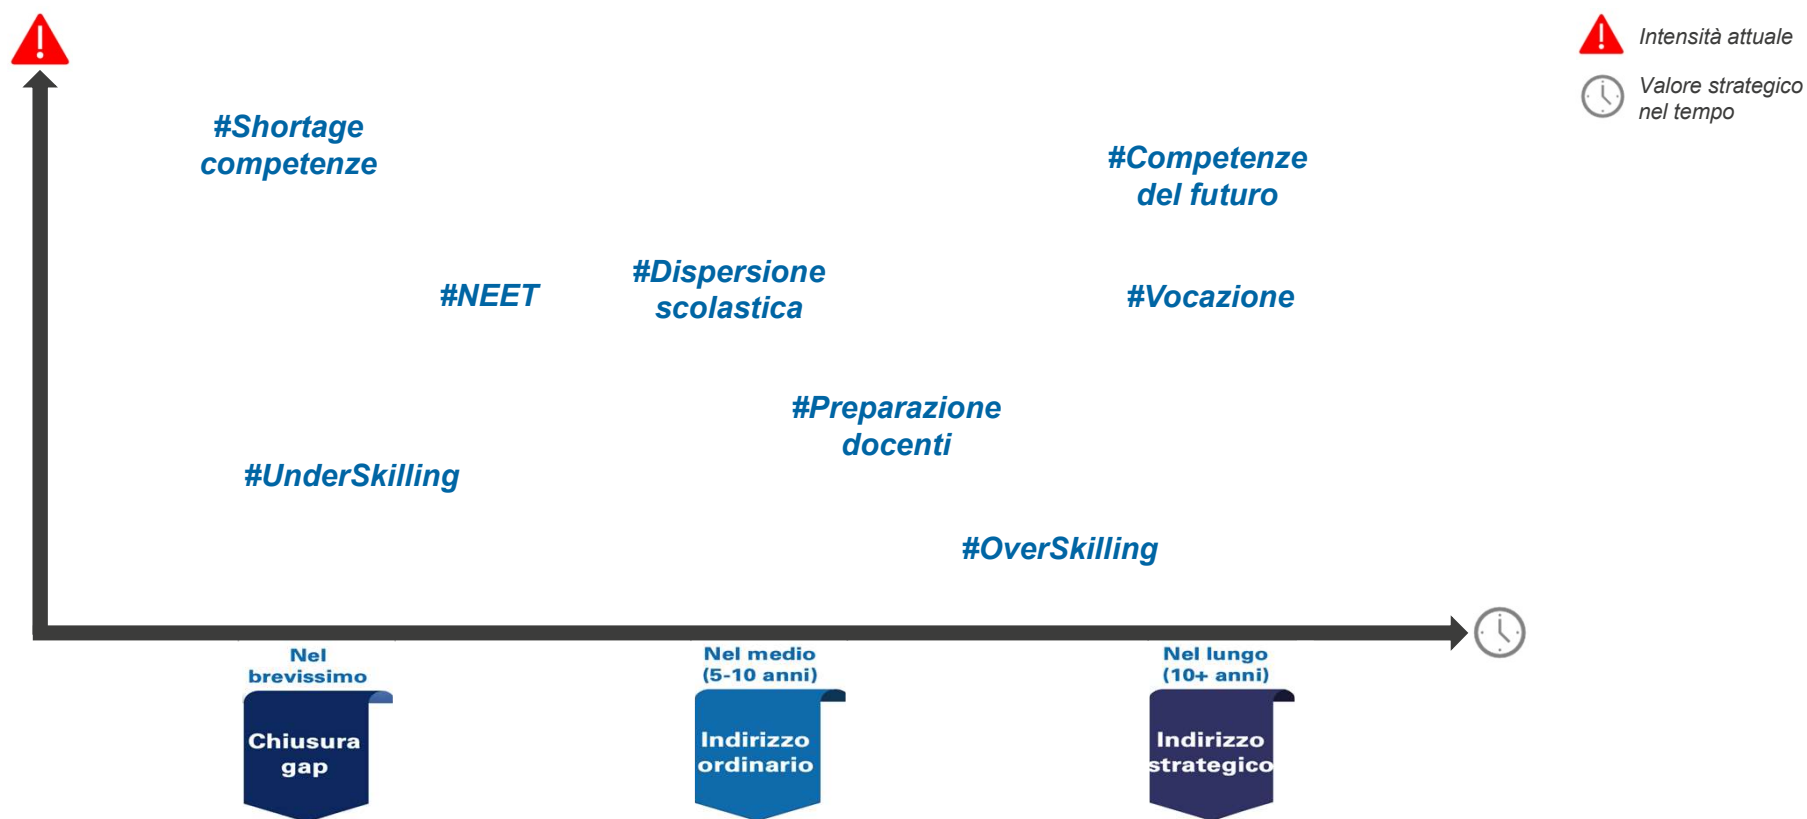 Intensità attuale
Valore strategico
nel tempo
#Shortage
competenze
#Competenze
del futuro
#NEET
#Dispersione
scolastica
#Vocazione
#Preparazione
docenti
#UnderSkilling
#OverSkilling
Nel
brevissimo
Nel medio
(5-10 anni)
Nel lungo
(10+ anni)
Chiusura
gap
Indirizzo
ordinario
Indirizzo
strategico